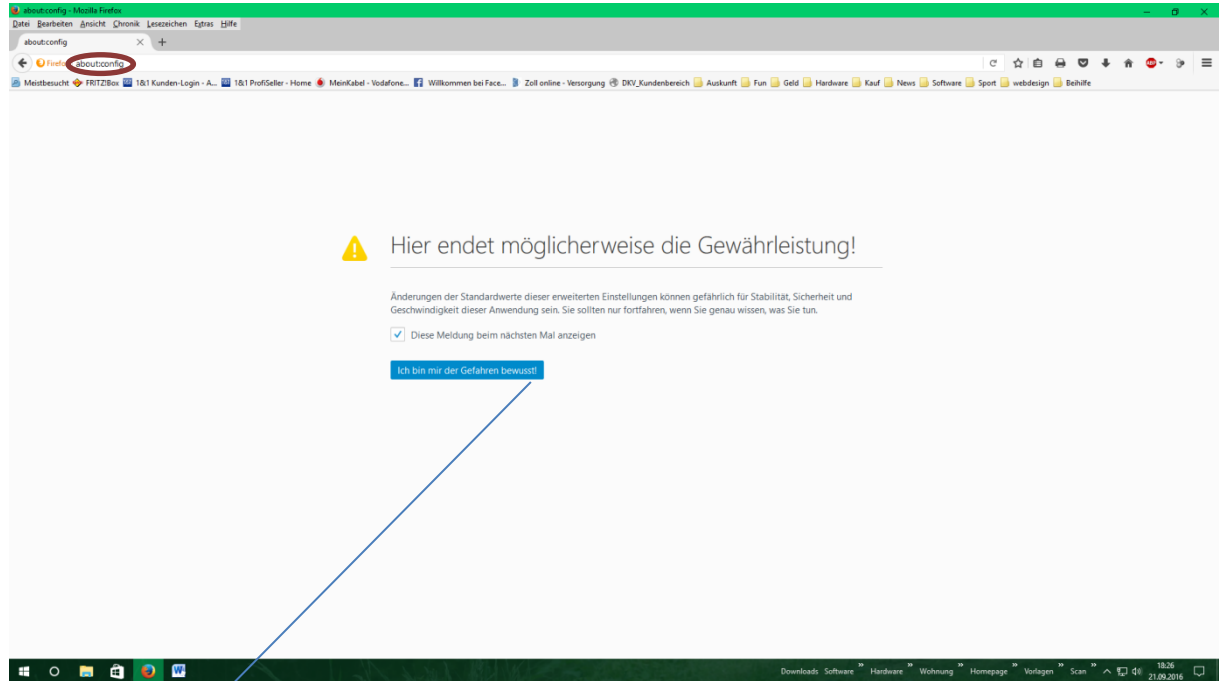 about:config - Mozilla Firefox
Datei Bearbeiten Ansicht Chronik Lesezeichen Extras Hilfe
about:config
Firefo about:config
Meistbesucht FRITZ!Box 1&1 Kunden-Login - A... 1&1 ProfiSeller - Home MeinKabel - Vodafone... Willkommen bei Face... Zoll online - Versorgung DKV_Kundenbereich Auskunft Fun Geld Hardware Kauf News Software Sport webdesign Beihilfe
Hier endet möglicherweise die Gewährleistung!
Änderungen der Standardwerte dieser erweiterten Einstellungen können gefährlich für Stabilität, Sicherheit und
Geschwindigkeit dieser Anwendung sein. Sie sollten nur fortfahren, wenn Sie genau wissen, was Sie tun.
Diese Meldung beim nächsten Mal anzeigen
Ich bin mir der Gefahren bewusst!
Downloads Software » Hardware » Wohnung » Homepage » Vorlagen » Scan »
18:26
21.09.2016